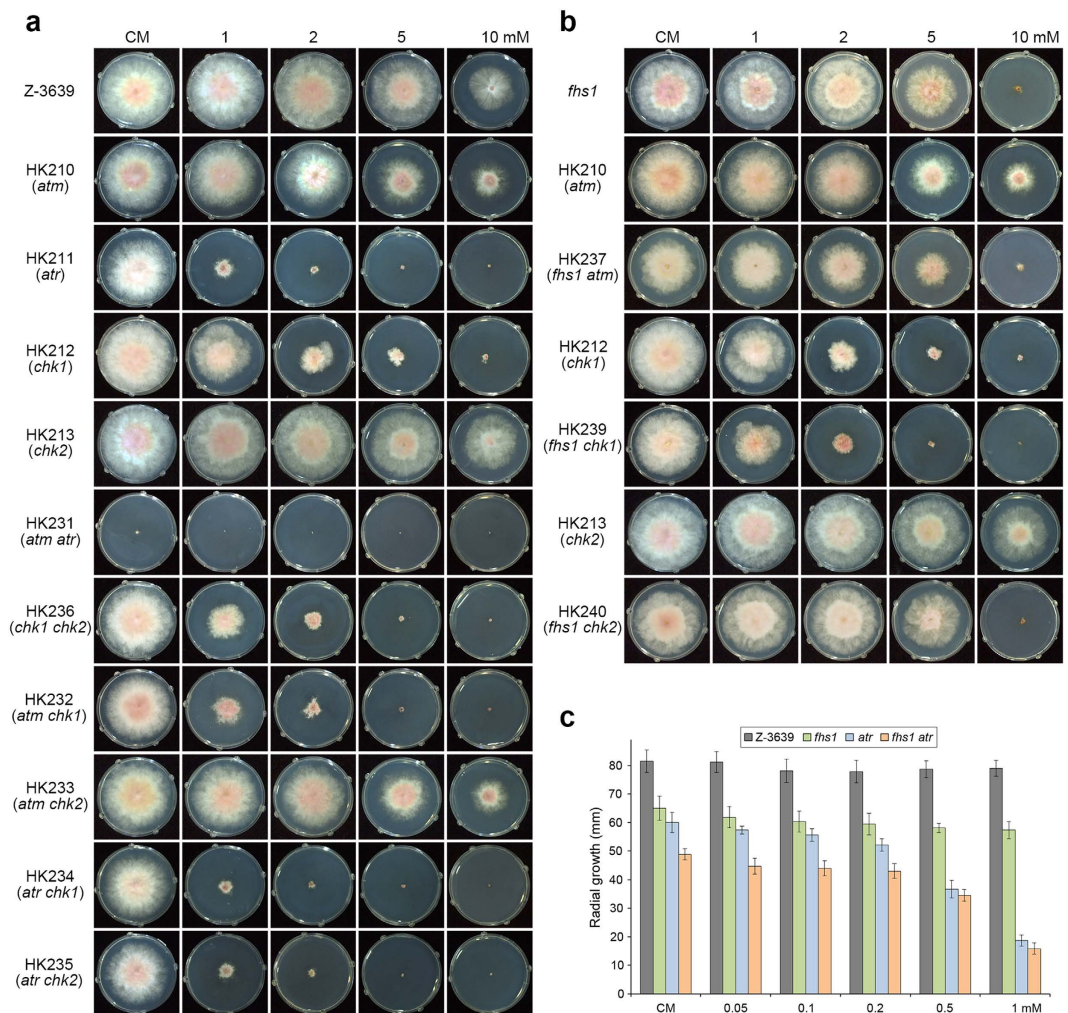 a
CM 1 2 5 10 mM
Z-3639
HK210
(atm)
HK211
(atr)
HK212
(chk1)
HK213
(chk2)
HK231
(atm atr)
HK236
(chk1 chk2)
HK232
(atm chk1)
HK233
(atm chk2)
HK234
(atr chk1)
HK235
(atr chk2)
b
CM 1 2 5 10 mM
fhs1
HK210
(atm)
HK237
(fhs1 atm)
HK212
(chk1)
HK239
(fhs1 chk1)
HK213
(chk2)
HK240
(fhs1 chk2)
c
Z-3639 fhs1 atr fhs1 atr
Radial growth (mm)
80
70
60
50
40
30
20
10
0
CM 0.05 0.1 0.2 0.5 1 mM